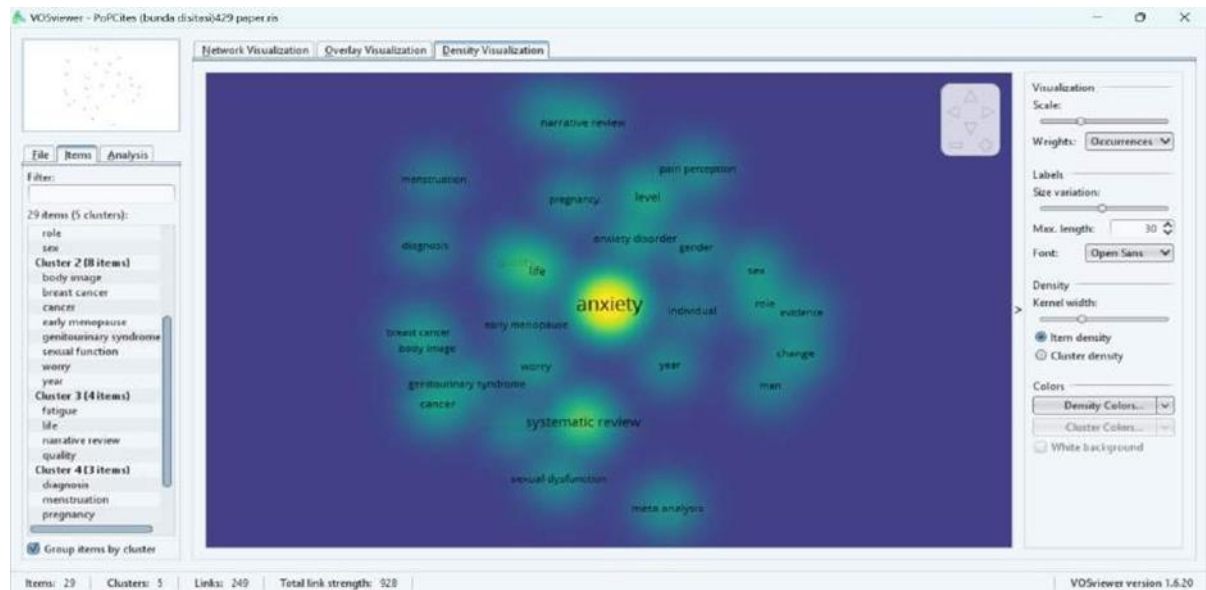 VOSviewer - PoPCites (bunda disitasi)429 paper.ris
Network Visualization Overlay Visualization Density Visualization
File Items Analysis
Filter:
29 items (5 clusters):
role
sex
Cluster 2 (8 items)
body image
breast cancer
cancer
early menopause
genitourinary syndrome
sexual function
worry
year
Cluster 3 (4 items)
fatigue
life
narrative review
quality
Cluster 4 (3 items)
diagnosis
menstruation
pregnancy
Group items by cluster
narrative review
pain perception
menstruation
pregnancy
level
anxiety disorder
gender
diagnosis
quality
life
sex
anxiety
individual
role
evidence
early menopause
breast cancer
body image
change
worry
year
genitourinary syndrome
man
cancer
systematic review
sexual dysfunction
meta analysis
Visualization
Scale:
Weights: Occurrences
Labels
Size variation:
Max. length: 30
Font: Open Sans
Density
Kernel width:
Item density
Cluster density
Colors
Density Colors...
Cluster Colors...
White background
>
Items: 29 Clusters: 5 Links: 249 Total link strength: 928 VOSviewer version 1.6.20